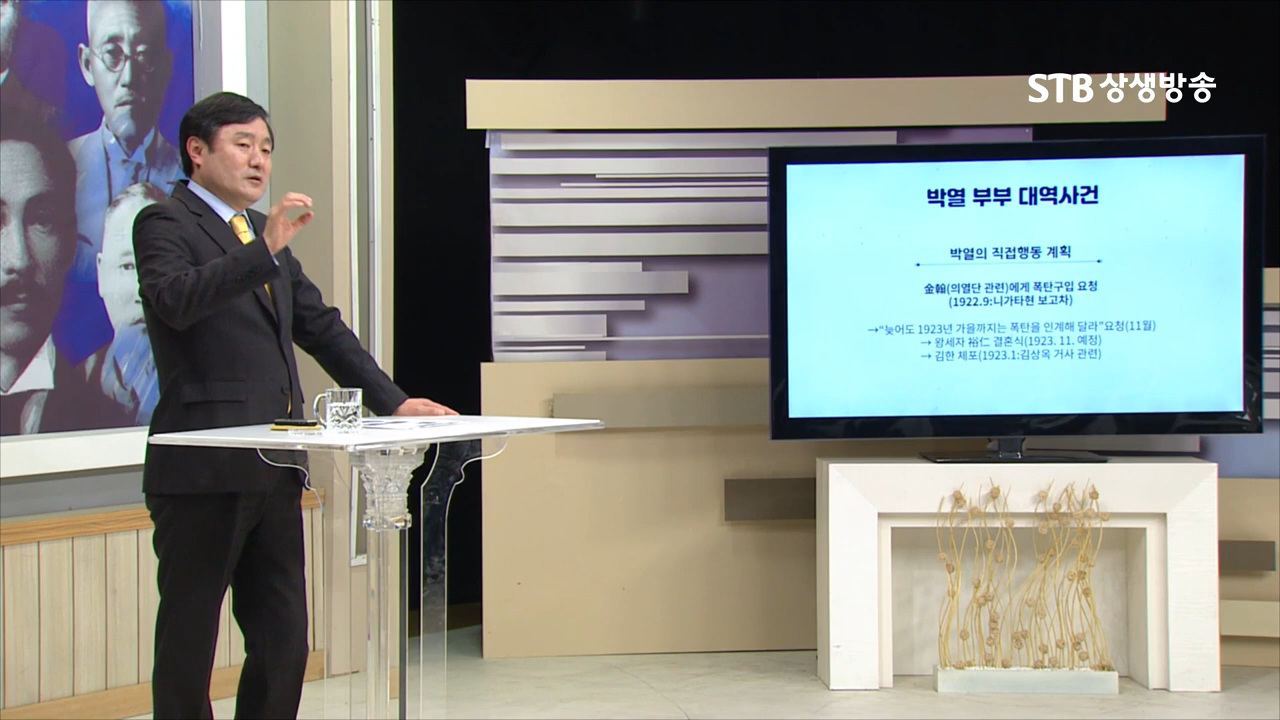 STB 상생방송
박열 부부 대역사건
박열의 직접행동 계획
金翰(의열단 관련)에게 폭탄구입 요청
(1922.9:니가타현 보고차)
→"늦어도 1923년 가을까지는 폭탄을 인계해 달라"요청(11월)
→ 왕세자 裕仁 결혼식(1923. 11. 예정)
→ 김한 체포(1923.1:김상옥 거사 관련)